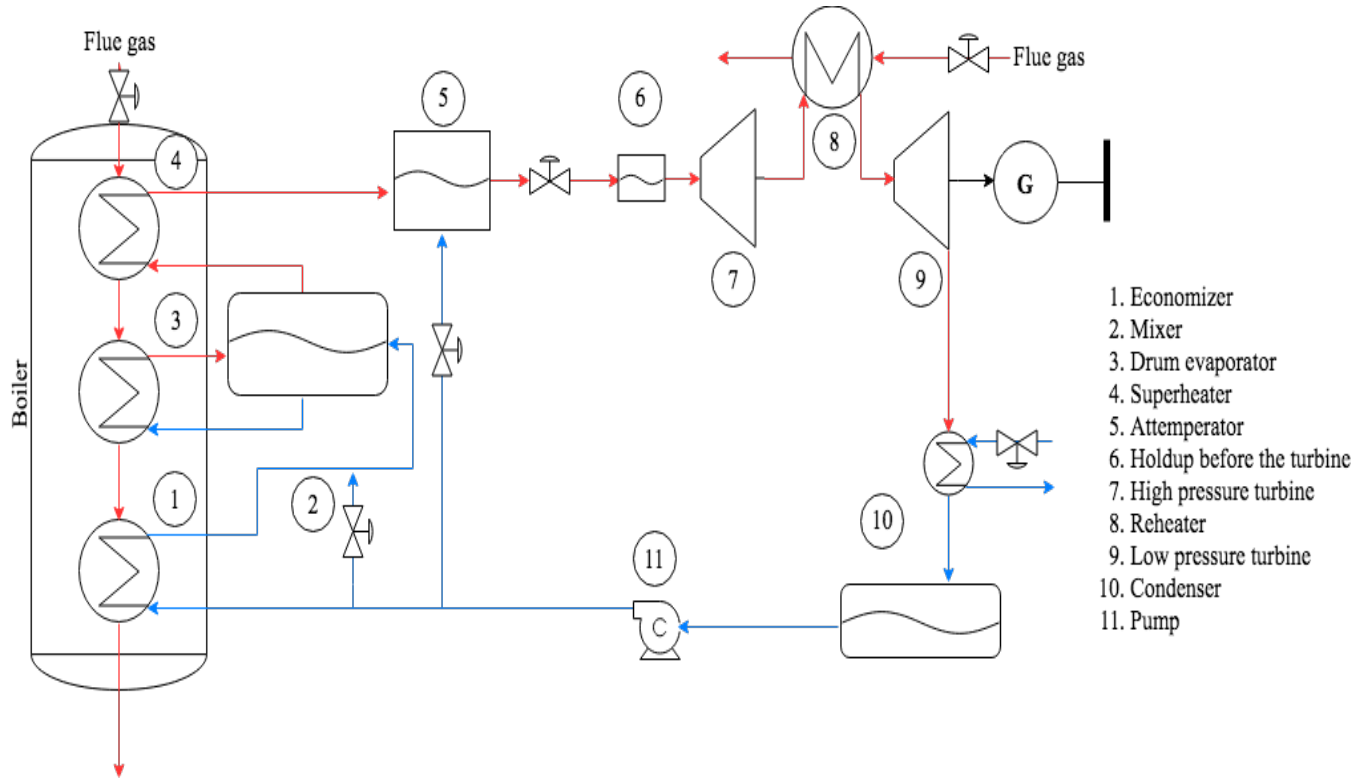 Flue gas
Flue gas
5
6
4
8
G
7
9
3
Boiler
1
2
10
11
C
1. Economizer
2. Mixer
3. Drum evaporator
4. Superheater
5. Attemperator
6. Holdup before the turbine
7. High pressure turbine
8. Reheater
9. Low pressure turbine
10. Condenser
11. Pump